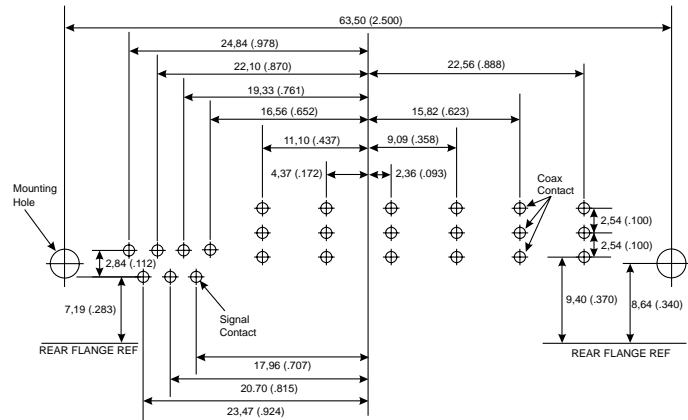 63,50 (2.500)
24,84 (.978)
22,10 (.870)
22,56 (.888)
19,33 (.761)
16,56 (.652)
15,82 (.623)
11,10 (.437)
9,09 (.358)
4,37 (.172)
2,36 (.093)
Mounting
Hole
Coax
Contact
2,54 (.100)
2,54 (.100)
2,84 (.112)
7,19 (.283)
Signal
Contact
9,40 (.370)
8,64 (.340)
REAR FLANGE REF
REAR FLANGE REF
17,96 (.707)
20.70 (.815)
23,47 (.924)